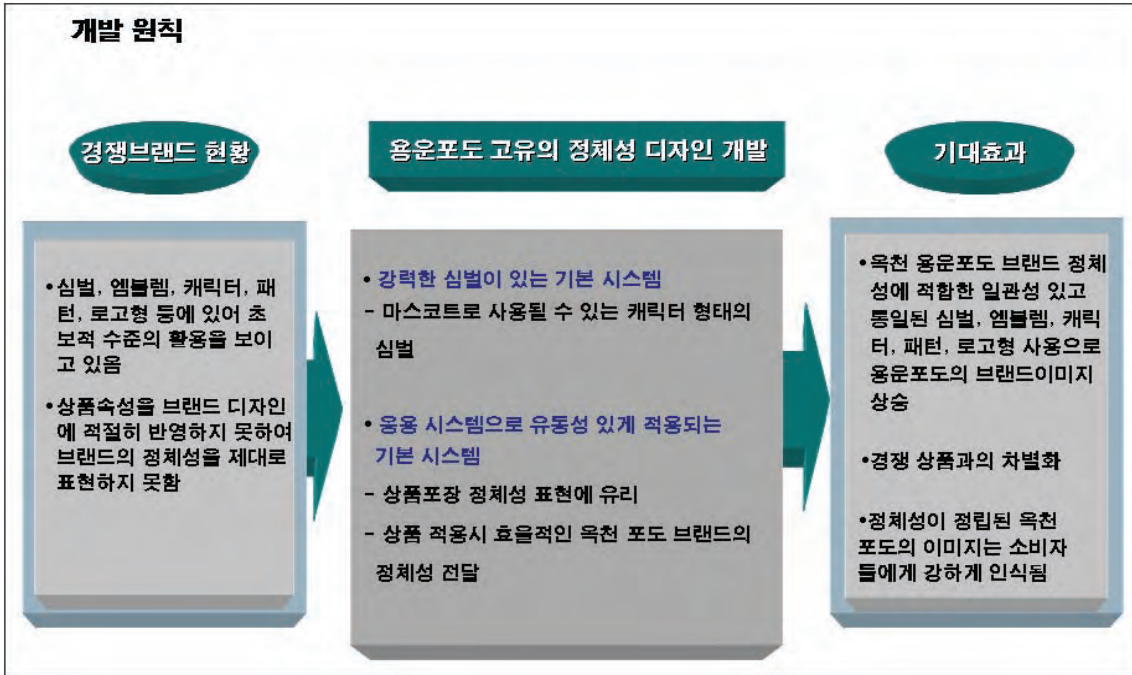 개발 원칙
경쟁브랜드 현황
• 심벌, 엠블렘, 캐릭터, 패
턴, 로고형 등에 있어 초
보적 수준의 활용을 보이
고 있음
• 상품속성을 브랜드 디자인
에 적절히 반영하지 못하여
브랜드의 정체성을 제대로
표현하지 못함
용운포도 고유의 정체성 디자인 개발
• 강력한 심벌이 있는 기본 시스템
- 마스코트로 사용될 수 있는 캐릭터 형태의
심벌
• 응용 시스템으로 유동성 있게 적용되는
기본 시스템
- 상품포장 정체성 표현에 유리
- 상품 적용시 효율적인 옥천 포도 브랜드의
정체성 전달
기대효과
•옥천 용운포도 브랜드 정체
성에 적합한 일관성 있고
통일된 심벌, 엠블렘, 캐릭
터, 패턴, 로고형 사용으로
용운포도의 브랜드이미지
상승
•경쟁 상품과의 차별화
•정체성이 정립된 옥천
포도의 이미지는 소비자
들에게 강하게 인식됨